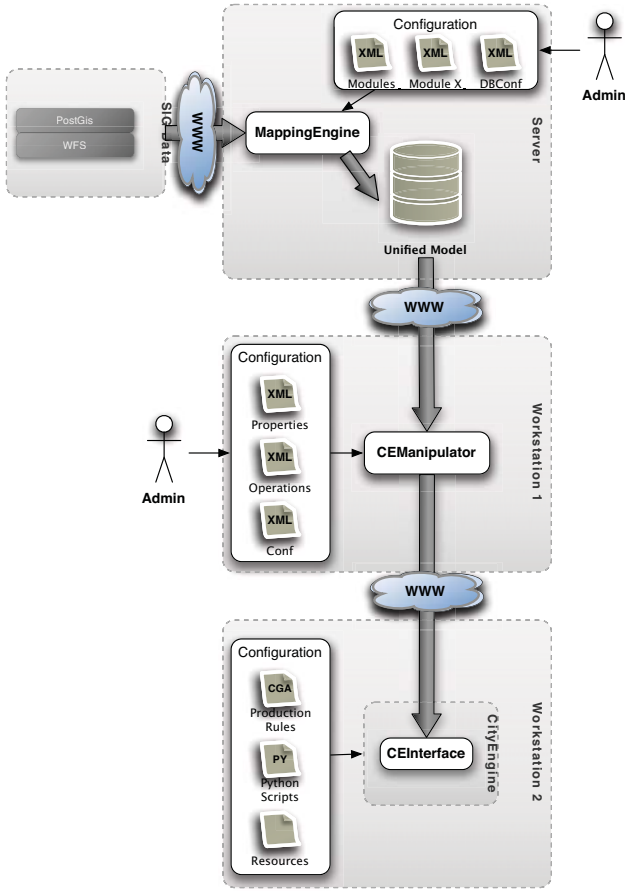 Configuration
XML
XML
XML
Modules
Module X
DBConf
Admin
SIG Data
PostGis
WFS
WWW
MappingEngine
Server
Unified Model
WWW
Configuration
XML
Properties
XML
Operations
XML
Conf
Admin
CEManipulator
Workstation 1
WWW
Configuration
CGA
Production
Rules
PY
Python
Scripts
Resources
CEInterface
CityEngine
Workstation 2